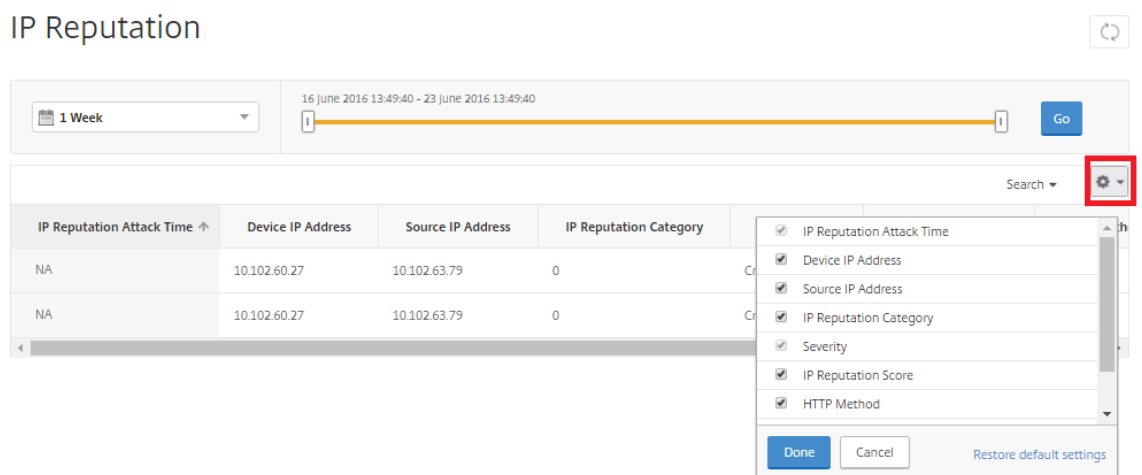 IP Reputation
16 June 2016 13:49:40 - 23 June 2016 13:49:40
1 Week
Go
Search
IP Reputation Attack Time Device IP Address Source IP Address IP Reputation Category
NA 10.102.60.27 10.102.63.79 0
NA 10.102.60.27 10.102.63.79 0
IP Reputation Attack Time
Device IP Address
Source IP Address
IP Reputation Category
Severity
IP Reputation Score
HTTP Method
Done Cancel Restore default settings